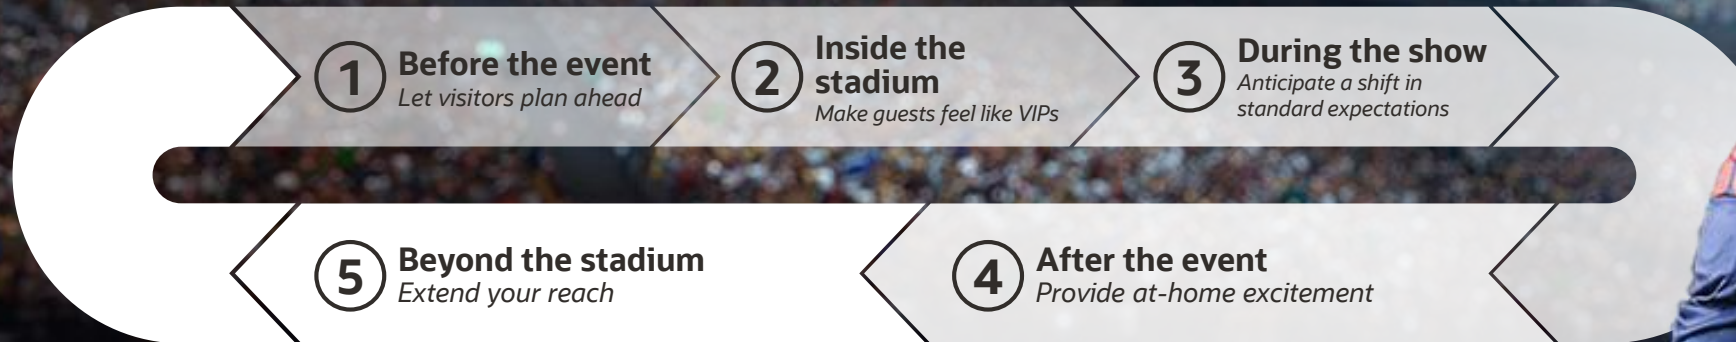 1
Before the event
Let visitors plan ahead
2
Inside the
stadium
Make guests feel like VIPs
3
During the show
Anticipate a shift in
standard expectations
4
After the event
Provide at-home excitement
5
Beyond the stadium
Extend your reach